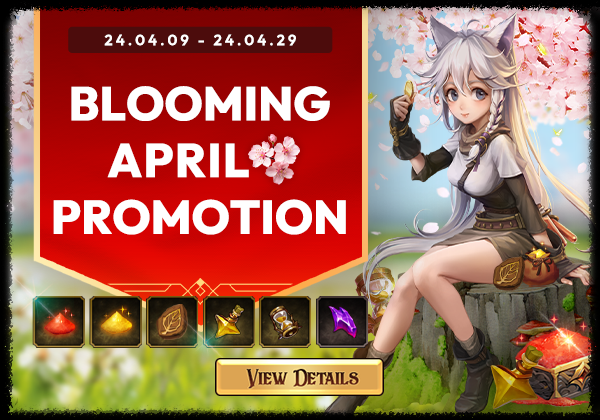 24.04.09 - 24.04.29
BLOOMING
APRIL
PROMOTION
VIEW DETAILS